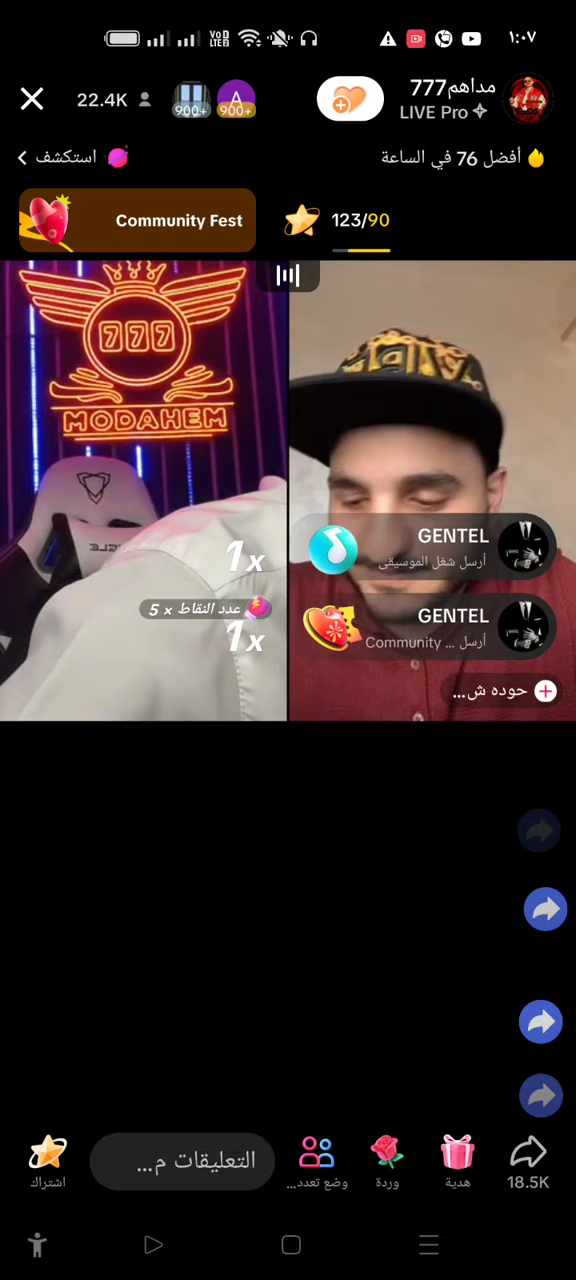 ١:٠٧
VoD
LTE2
22.4K
900+
A
900+
مداهم777
LIVE Pro
استكشف
أفضل 76 في الساعة
Community Fest
123/90
777
MODAHEM
GENTEL
أرسل شغل الموسيقى
1x
عدد النقاط × 5
GENTEL
أرسل ... Community
1x
حوده ش...
اشتراك
التعليقات م...
وضع تعدد...
وردة
هدية
18.5K